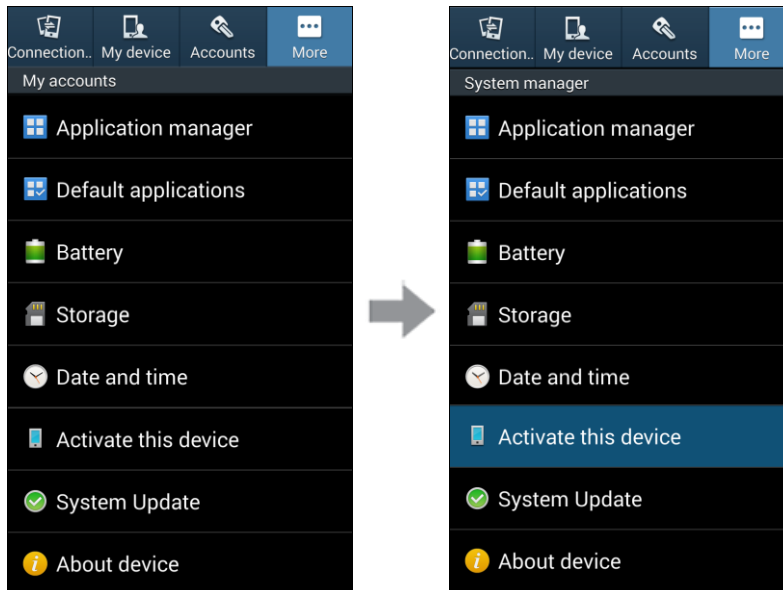 Connection.. My device Accounts More
My accounts
Application manager
Default applications
Battery
Storage
Date and time
Activate this device
System Update
About device
Connection.. My device Accounts More
System manager
Application manager
Default applications
Battery
Storage
Date and time
Activate this device
System Update
About device